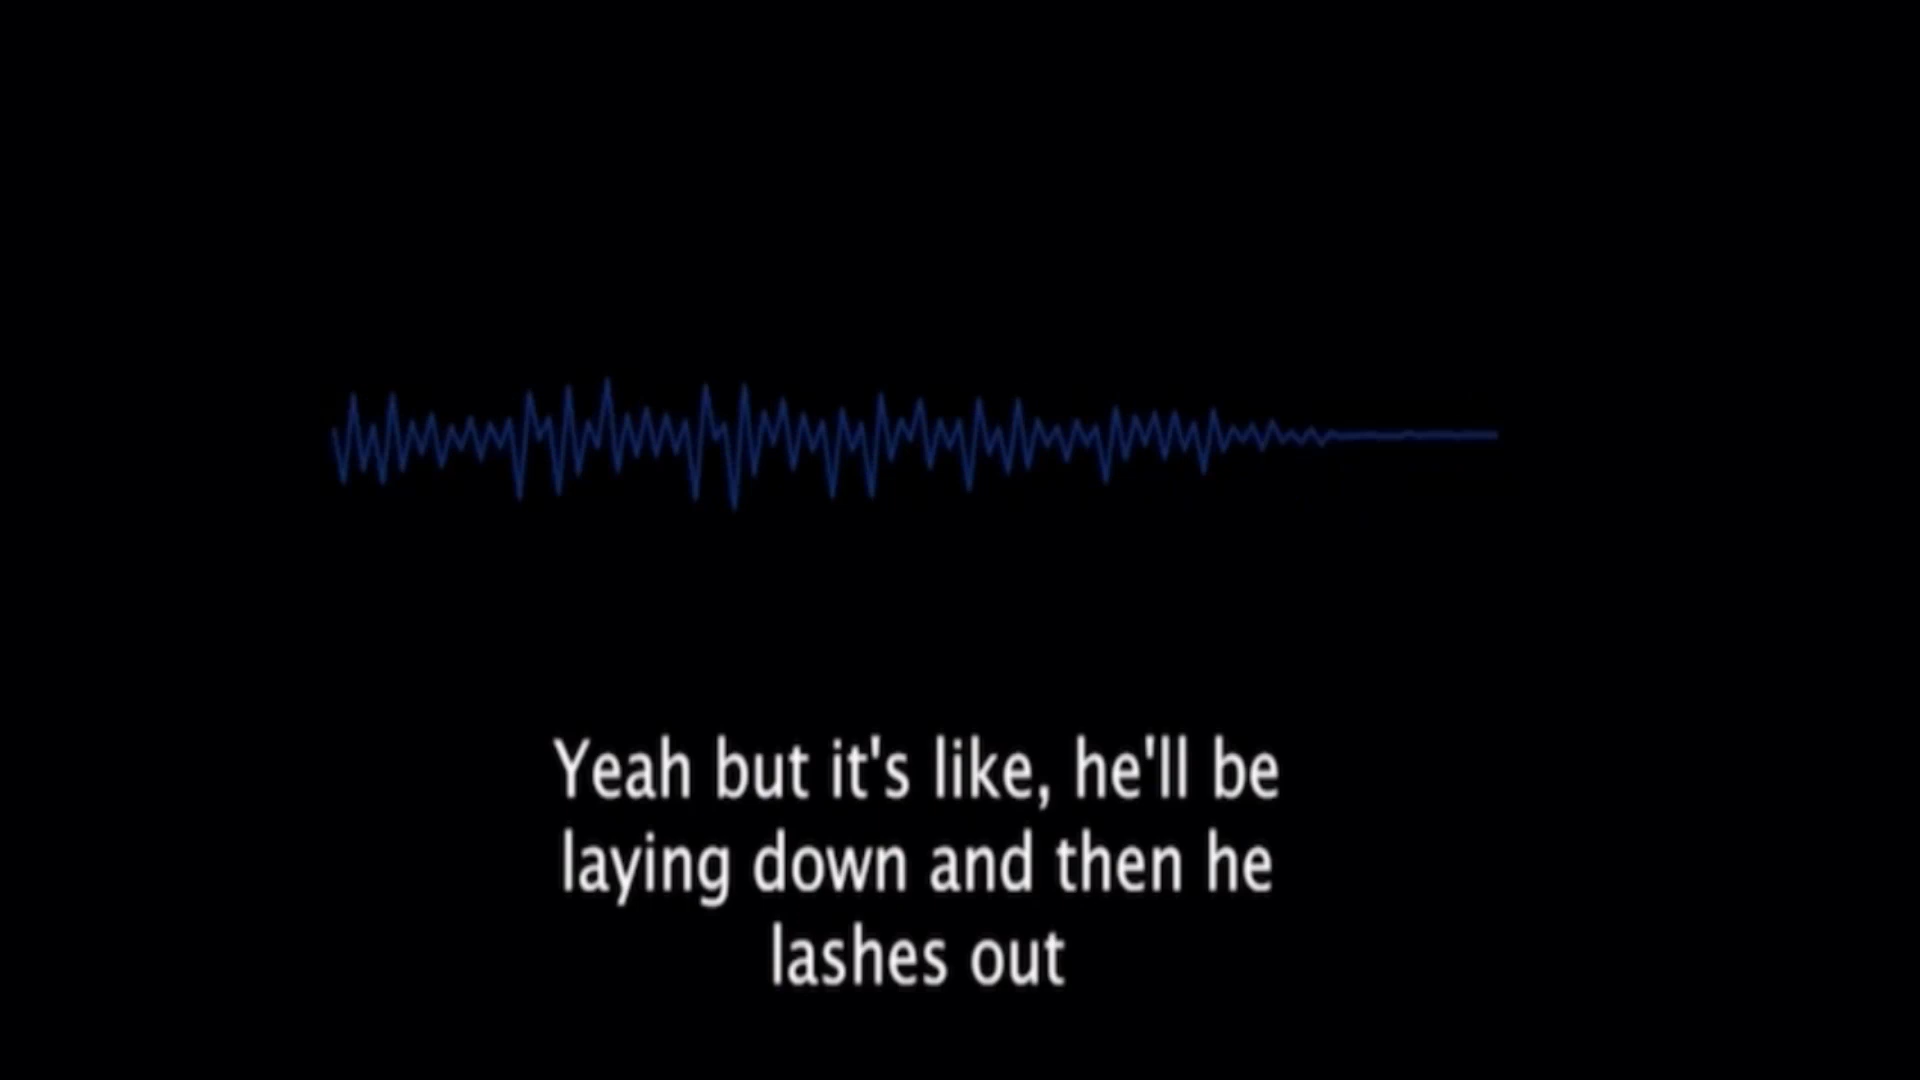 Yeah but it's like, he'll be
laying down and then he
lashes out